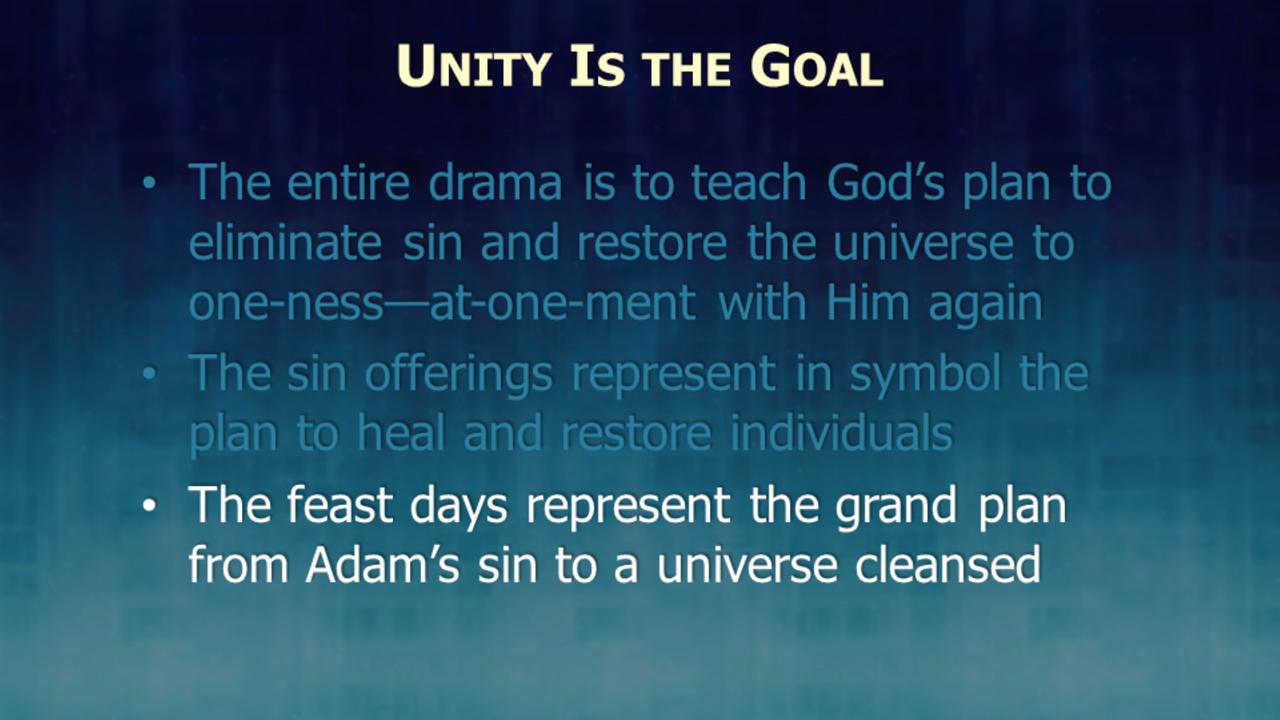 UNITY IS THE GOAL
• The entire drama is to teach God’s plan to
eliminate sin and restore the universe to
one-ness—at-one-ment with Him again
• The sin offerings represent in symbol the
plan to heal and restore individuals
• The feast days represent the grand plan
from Adam’s sin to a universe cleansed